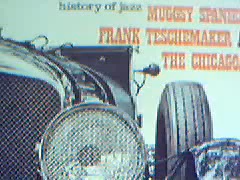 history of jazz MUGGSY SPANIE
FRANK TESCHEMAKER
THE CHICAGO